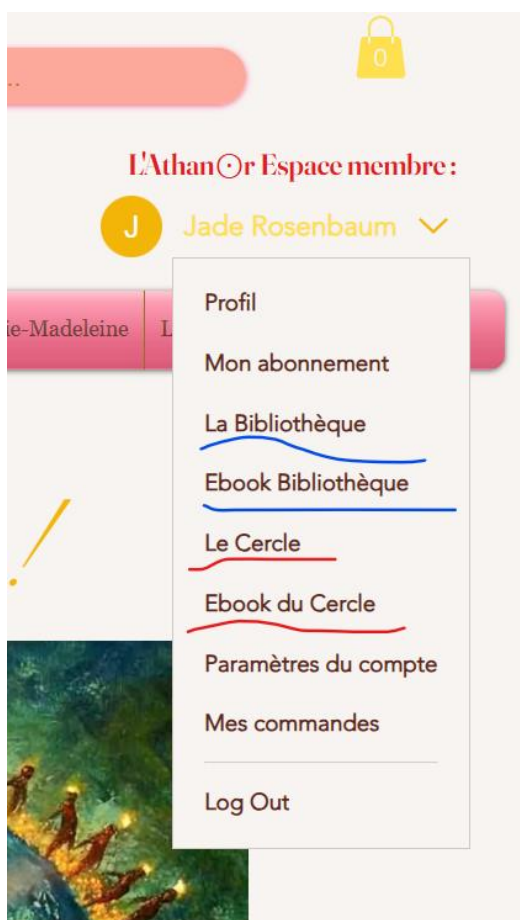 ..
0
L'Athan☉r Espace membre :
J
Jade Rosenbaum
Profil
ie-Madeleine
L
Mon abonnement
La Bibliothèque
Ebook Bibliothèque
Le Cercle
!
Ebook du Cercle
Paramètres du compte
Mes commandes
Log Out